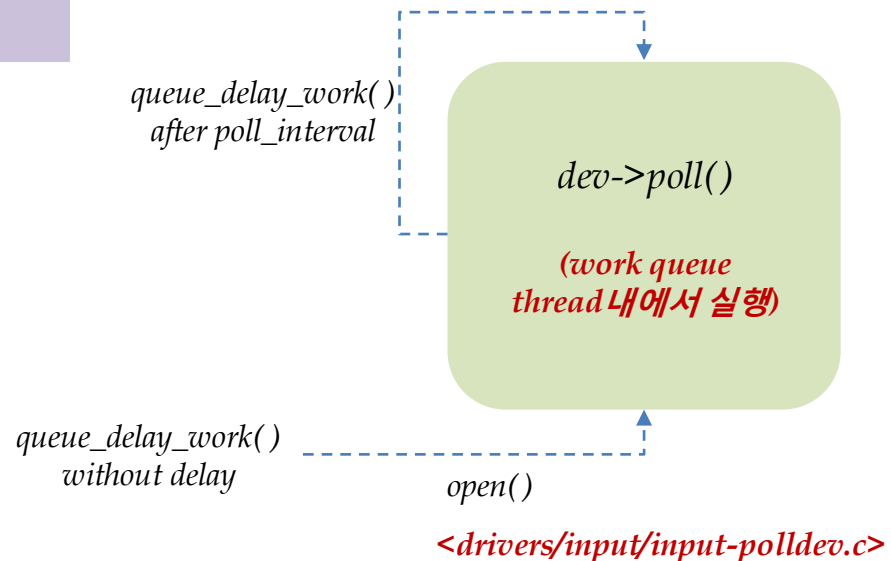 queue_delay_work( )
after poll_interval
dev->poll( )
(work queue
thread 내에서 실행)
queue_delay_work( )
without delay
open( )
<drivers/input/input-polldev.c>